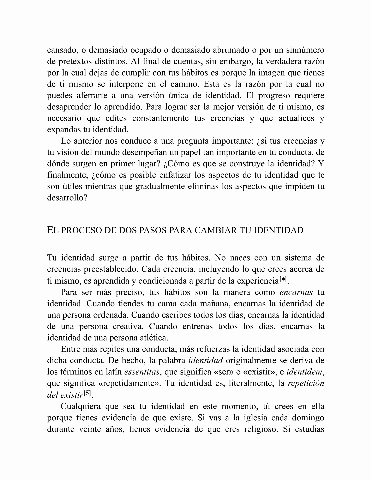 cansado, o demasiado ocupado o demasiado abrumado o por un sinnúmero
de pretextos distintos. Al final de cuentas, sin embargo, la verdadera razón
por la cual dejas de cumplir con tus hábitos es porque la imagen que tienes
de ti mismo se interpone en el camino. Esta es la razón por la cual no
puedes aferrarte a una versión única de identidad. El progreso requiere
desaprender lo aprendido. Para lograr ser la mejor versión de ti mismo, es
necesario que edites constantemente tus creencias y que actualices y
expandas tu identidad.
Lo anterior nos conduce a una pregunta importante: ¿si tus creencias y
tu visión del mundo desempeñan un papel tan importante en tu conducta, de
dónde surgen en primer lugar? ¿Cómo es que se construye la identidad? Y
finalmente, ¿cómo es posible enfatizar los aspectos de tu identidad que te
son útiles mientras que gradualmente eliminas los aspectos que impiden tu
desarrollo?
EL PROCESO DE DOS PASOS PARA CAMBIAR TU IDENTIDAD
Tu identidad surge a partir de tus hábitos. No naces con un sistema de
creencias preestablecido. Cada creencia, incluyendo lo que crees acerca de
ti mismo, es aprendida y condicionada a partir de la experiencia[4].
Para ser más preciso, tus hábitos son la manera como encarnas tu
identidad. Cuando tiendes tu cama cada mañana, encarnas la identidad de
una persona ordenada. Cuando escribes todos los días, encarnas la identidad
de una persona creativa. Cuando entrenas todos los días, encarnas la
identidad de una persona atlética.
Entre más repites una conducta, más refuerzas la identidad asociada con
dicha conducta. De hecho, la palabra identidad originalmente se deriva de
los términos en latín essentitas, que significa «ser» o «existir», e identidem,
que significa «repetidamente». Tu identidad es, literalmente, la repetición
del existir[5].
Cualquiera que sea tu identidad en este momento, tú crees en ella
porque tienes evidencia de que existe. Si vas a la iglesia cada domingo
durante veinte años, tienes evidencia de que eres religioso. Si estudias